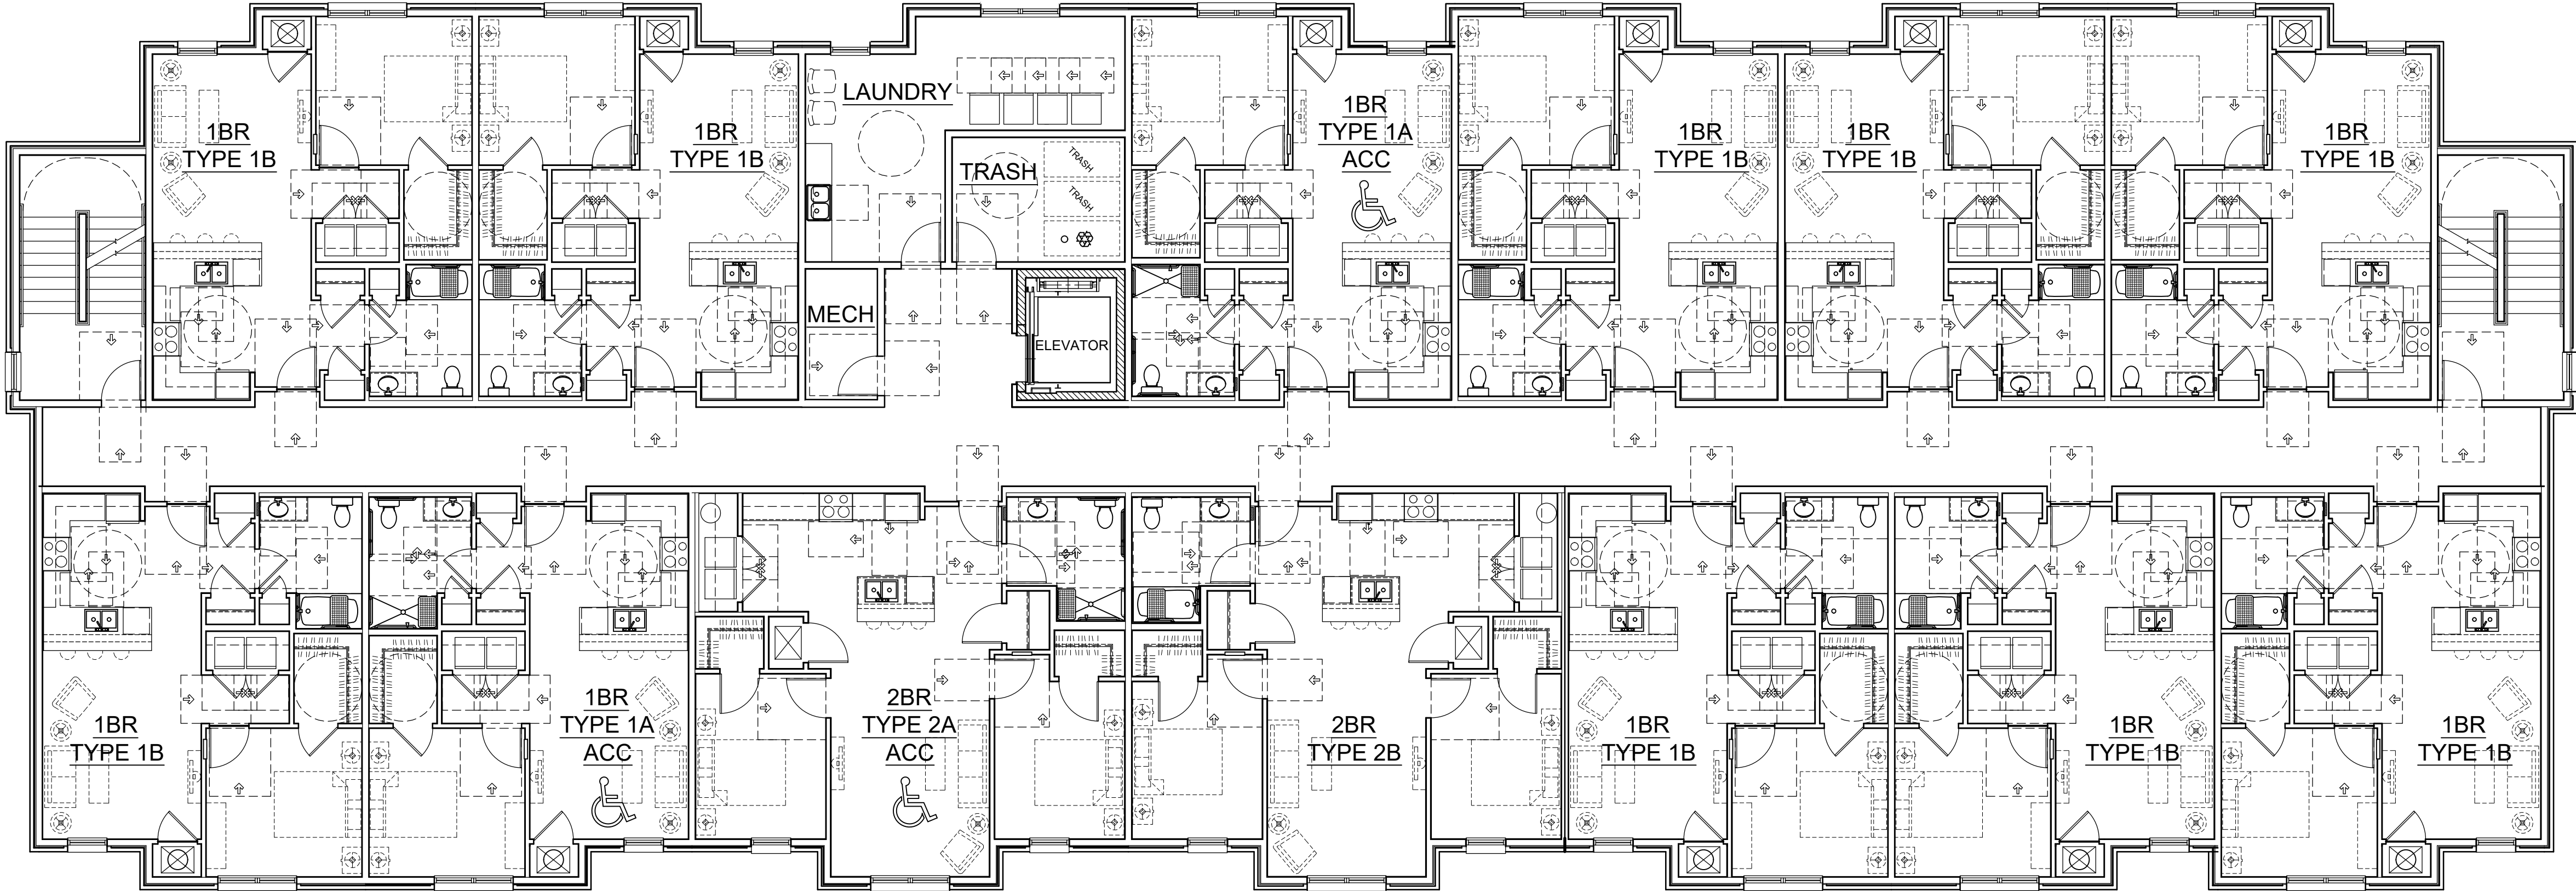 1BR
TYPE 1B
1BR
TYPE 1B
LAUNDRY
TRASH
TRASH
TRASH
MECH
ELEVATOR
1BR
TYPE 1A
ACC
1BR
TYPE 1B
1BR
TYPE 1B
1BR
TYPE 1B
1BR
TYPE 1B
1BR
TYPE 1A
ACC
2BR
TYPE 2A
ACC
2BR
TYPE 2B
1BR
TYPE 1B
1BR
TYPE 1B
1BR
TYPE 1B